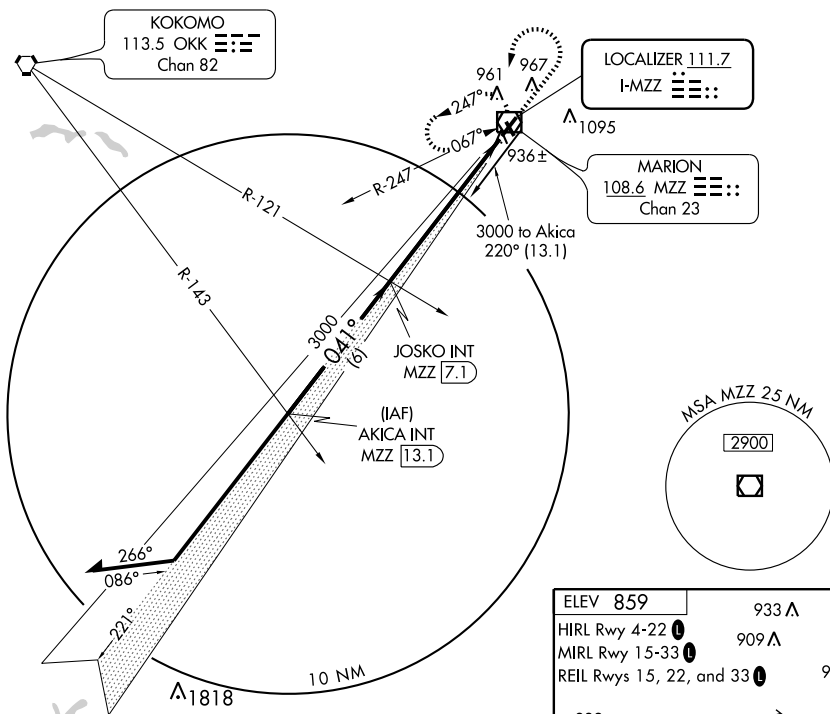 KOKOMO
113.5 OKK
Chan 82
LOCALIZER 111.7
I-MZZ
961
967
1095
247°
067°
R-247
936±
MARION
108.6 MZZ
Chan 23
3000 to Akica
220° (13.1)
R-121
R-143
3000
041°
(6)
JOSKO INT
MZZ 7.1
(IAF)
AKICA INT
MZZ 13.1
MSA MZZ 25 NM
2900
266°
086°
221°
1818
10 NM
ELEV 859
933
HIRL Rwy 4-22 L
909
MIRL Rwy 15-33 L
REIL Rwys 15, 22, and 33 L